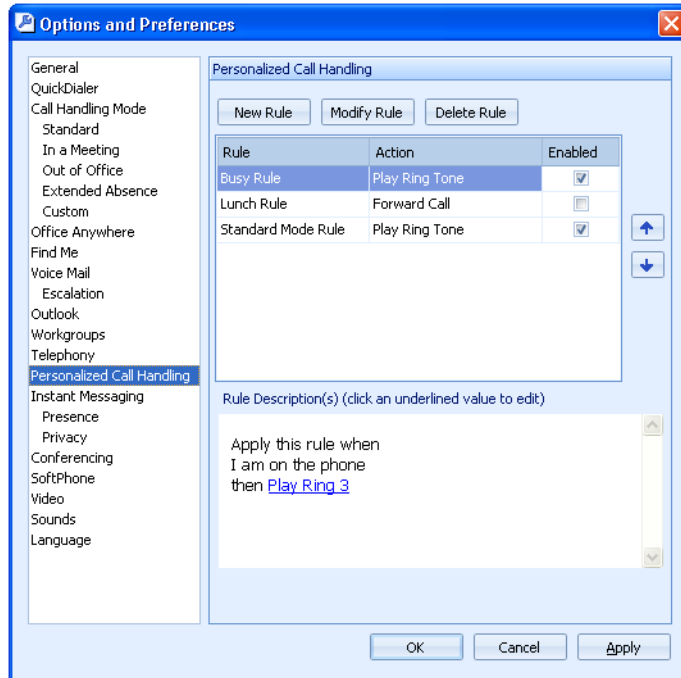 Options and Preferences
General
QuickDialer
Call Handling Mode
Standard
In a Meeting
Out of Office
Extended Absence
Custom
Office Anywhere
Find Me
Voice Mail
Escalation
Outlook
Workgroups
Telephony
Personalized Call Handling
Instant Messaging
Presence
Privacy
Conferencing
SoftPhone
Video
Sounds
Language
Personalized Call Handling
New Rule Modify Rule Delete Rule
Rule Action Enabled
Busy Rule Play Ring Tone
Lunch Rule Forward Call
Standard Mode Rule Play Ring Tone
Rule Description(s) (click an underlined value to edit)
Apply this rule when
I am on the phone
then Play Ring 3
OK Cancel Apply